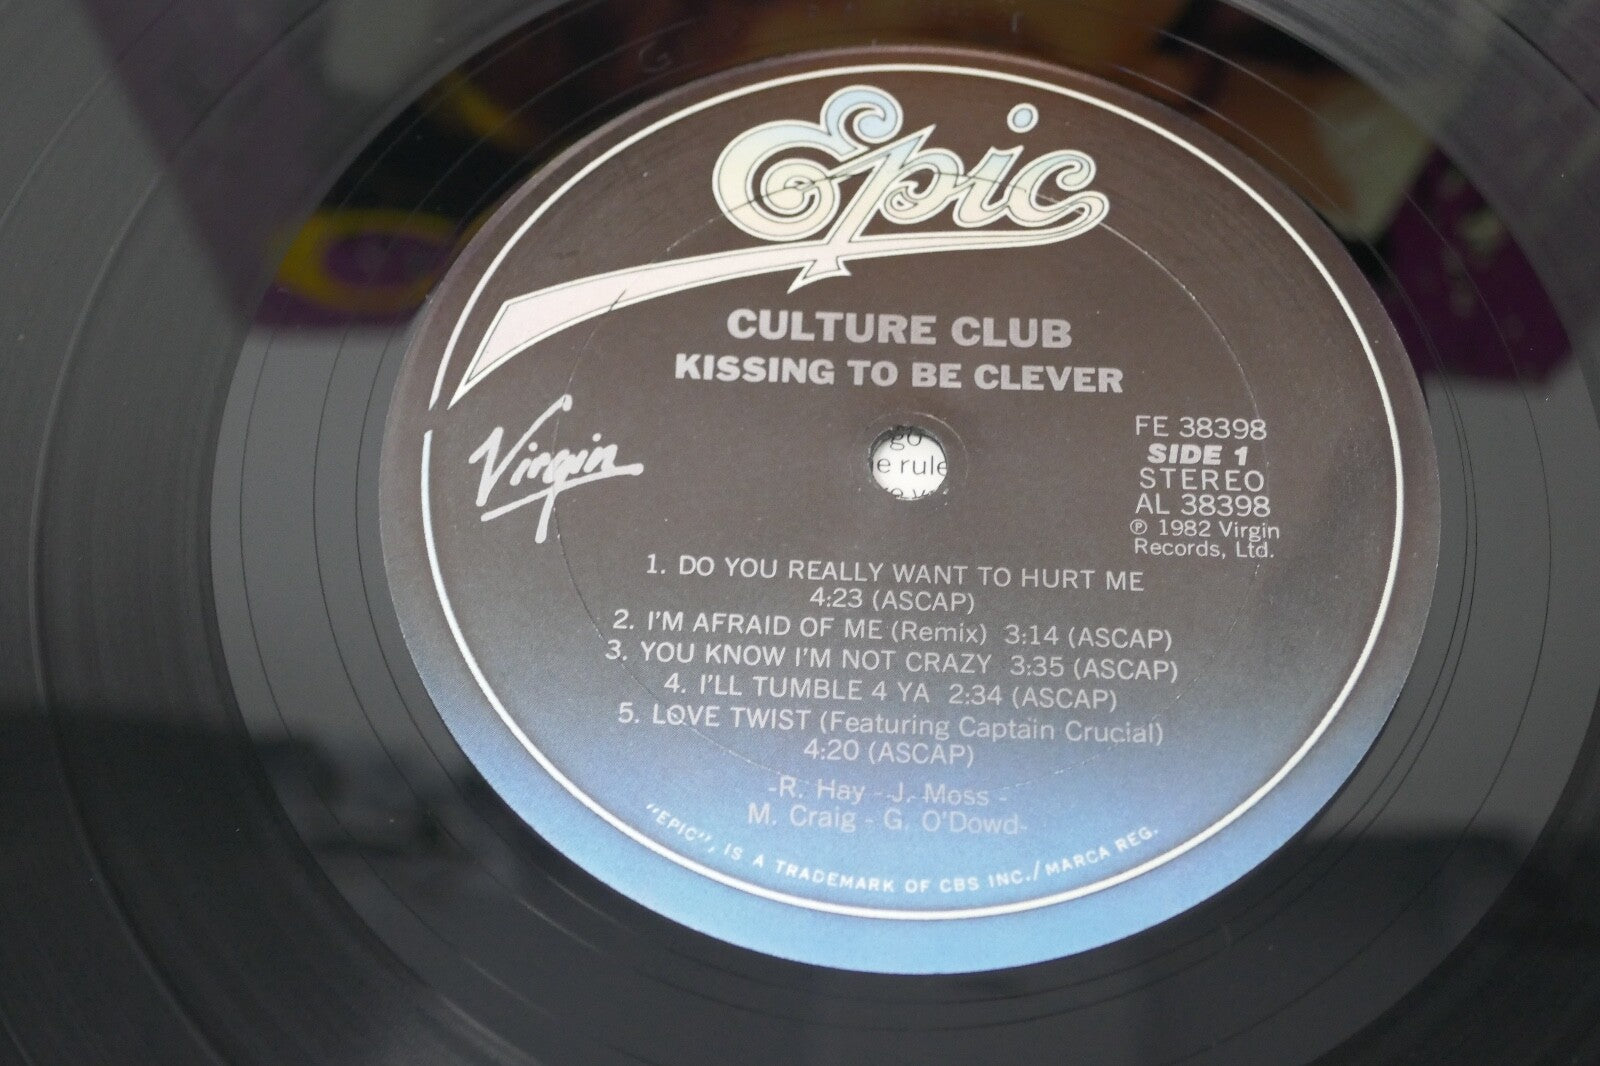 Epic
CULTURE CLUB
KISSING TO BE CLEVER
Virgin
FE 38398
SIDE 1
STEREO
AL 38398
℗ 1982 Virgin
Records, Ltd.
go
e rule
1. DO YOU REALLY WANT TO HURT ME
4:23 (ASCAP)
2. I'M AFRAID OF ME (Remix) 3:14 (ASCAP)
3. YOU KNOW I'M NOT CRAZY 3:35 (ASCAP)
4. I'LL TUMBLE 4 YA 2:34 (ASCAP)
5. LOVE TWIST (Featuring Captain Crucial)
4:20 (ASCAP)
-R. Hay - J. Moss -
M. Craig - G. O'Dowd-
"EPIC", IS A TRADEMARK OF CBS INC./MARCA REG.